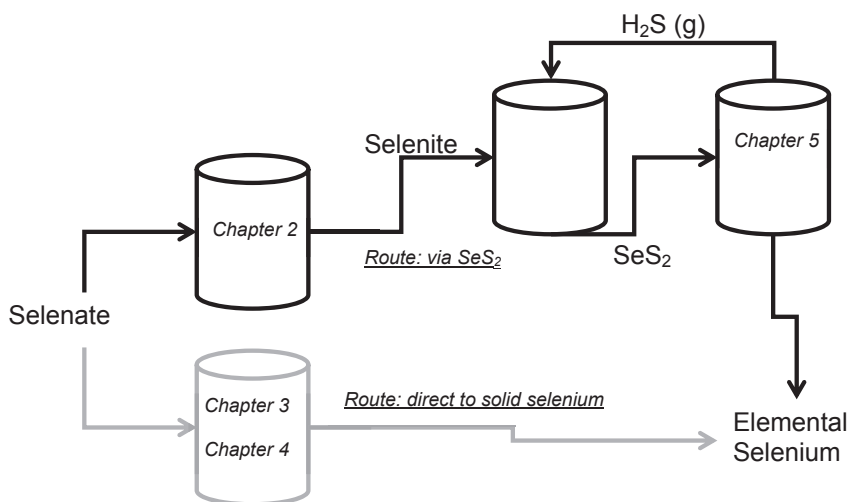 H₂S (g)
Chapter 5
Selenite
Chapter 2
Route: via SeS₂
SeS₂
Selenate
Chapter 3
Route: direct to solid selenium
Chapter 4
Elemental
Selenium